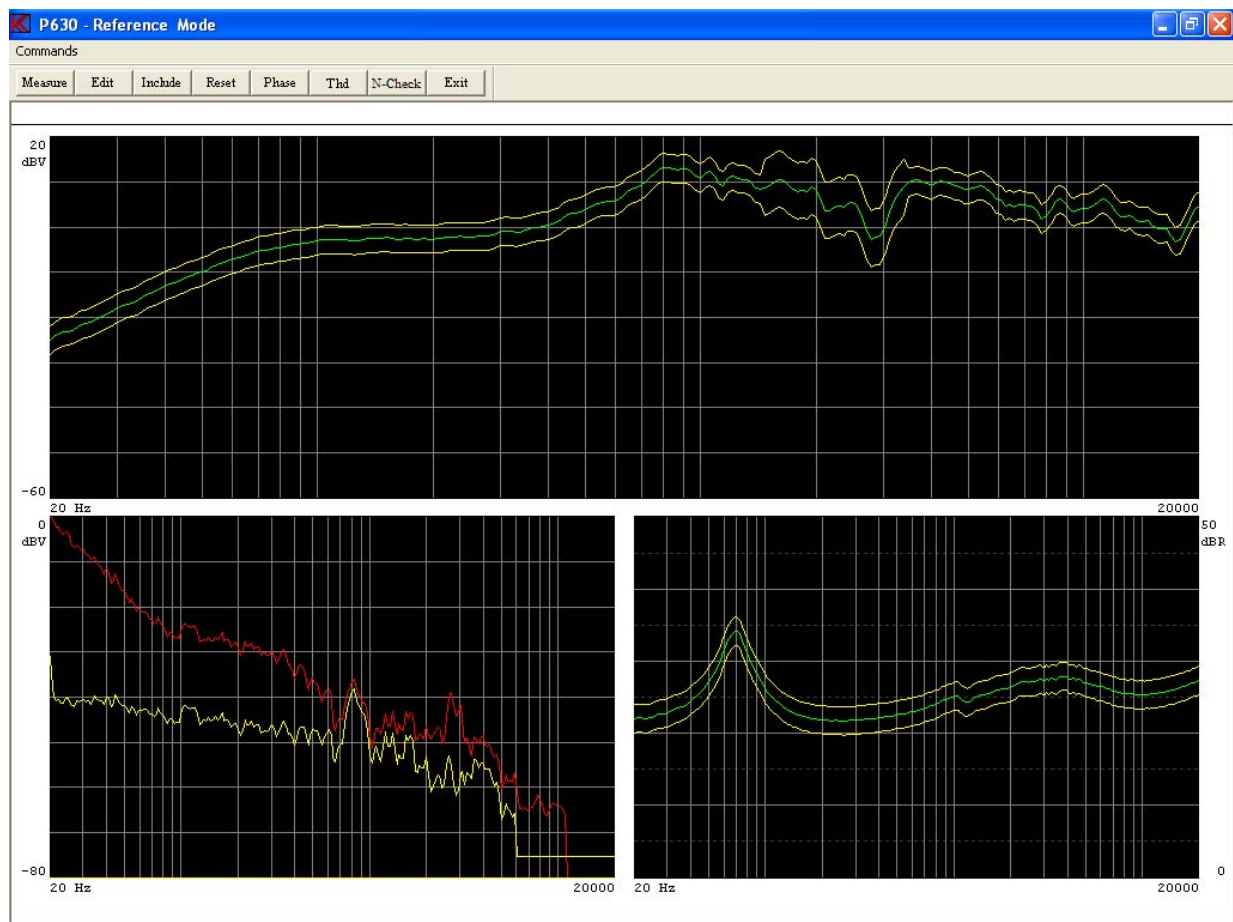 P630 - Reference Mode
Commands
Measure Edit Include Reset Phase Thd N-Check Exit
20
dBV
-60
20 Hz 20000
0
dBV
-80
20 Hz 20000
50
dBR
0
20 Hz 20000